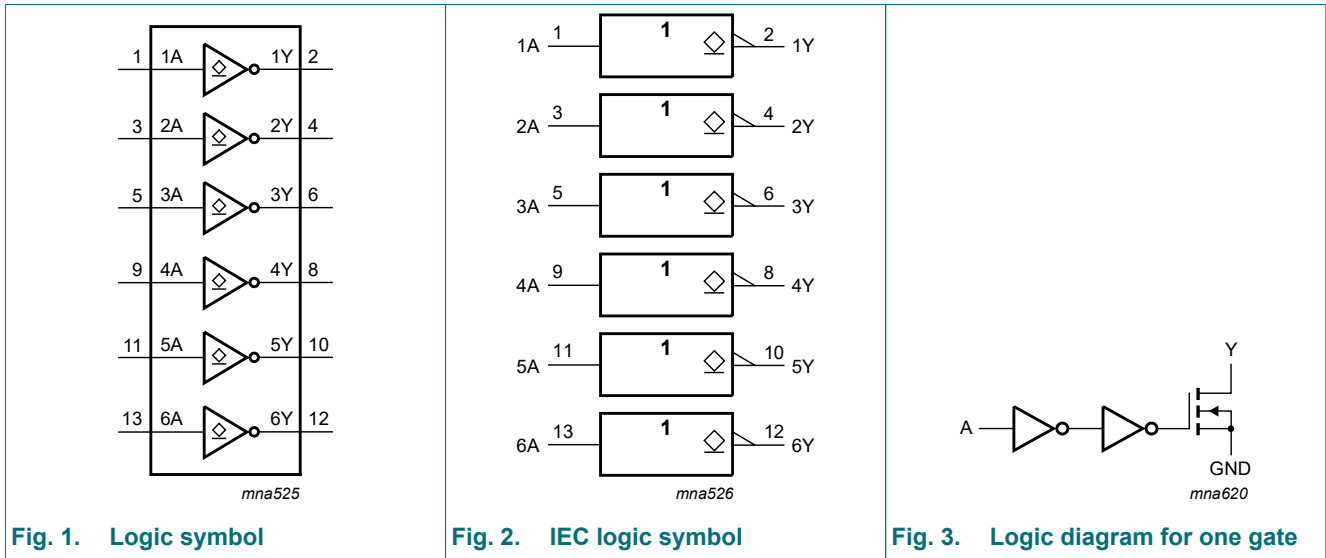 1 1A 1Y 2
3 2A 2Y 4
5 3A 3Y 6
9 4A 4Y 8
11 5A 5Y 10
13 6A 6Y 12
mna525
Fig. 1. Logic symbol
1A 1 1 2 1Y
2A 3 1 4 2Y
3A 5 1 6 3Y
4A 9 1 8 4Y
5A 11 1 10 5Y
6A 13 1 12 6Y
mna526
Fig. 2. IEC logic symbol
Y
A
GND
mna620
Fig. 3. Logic diagram for one gate